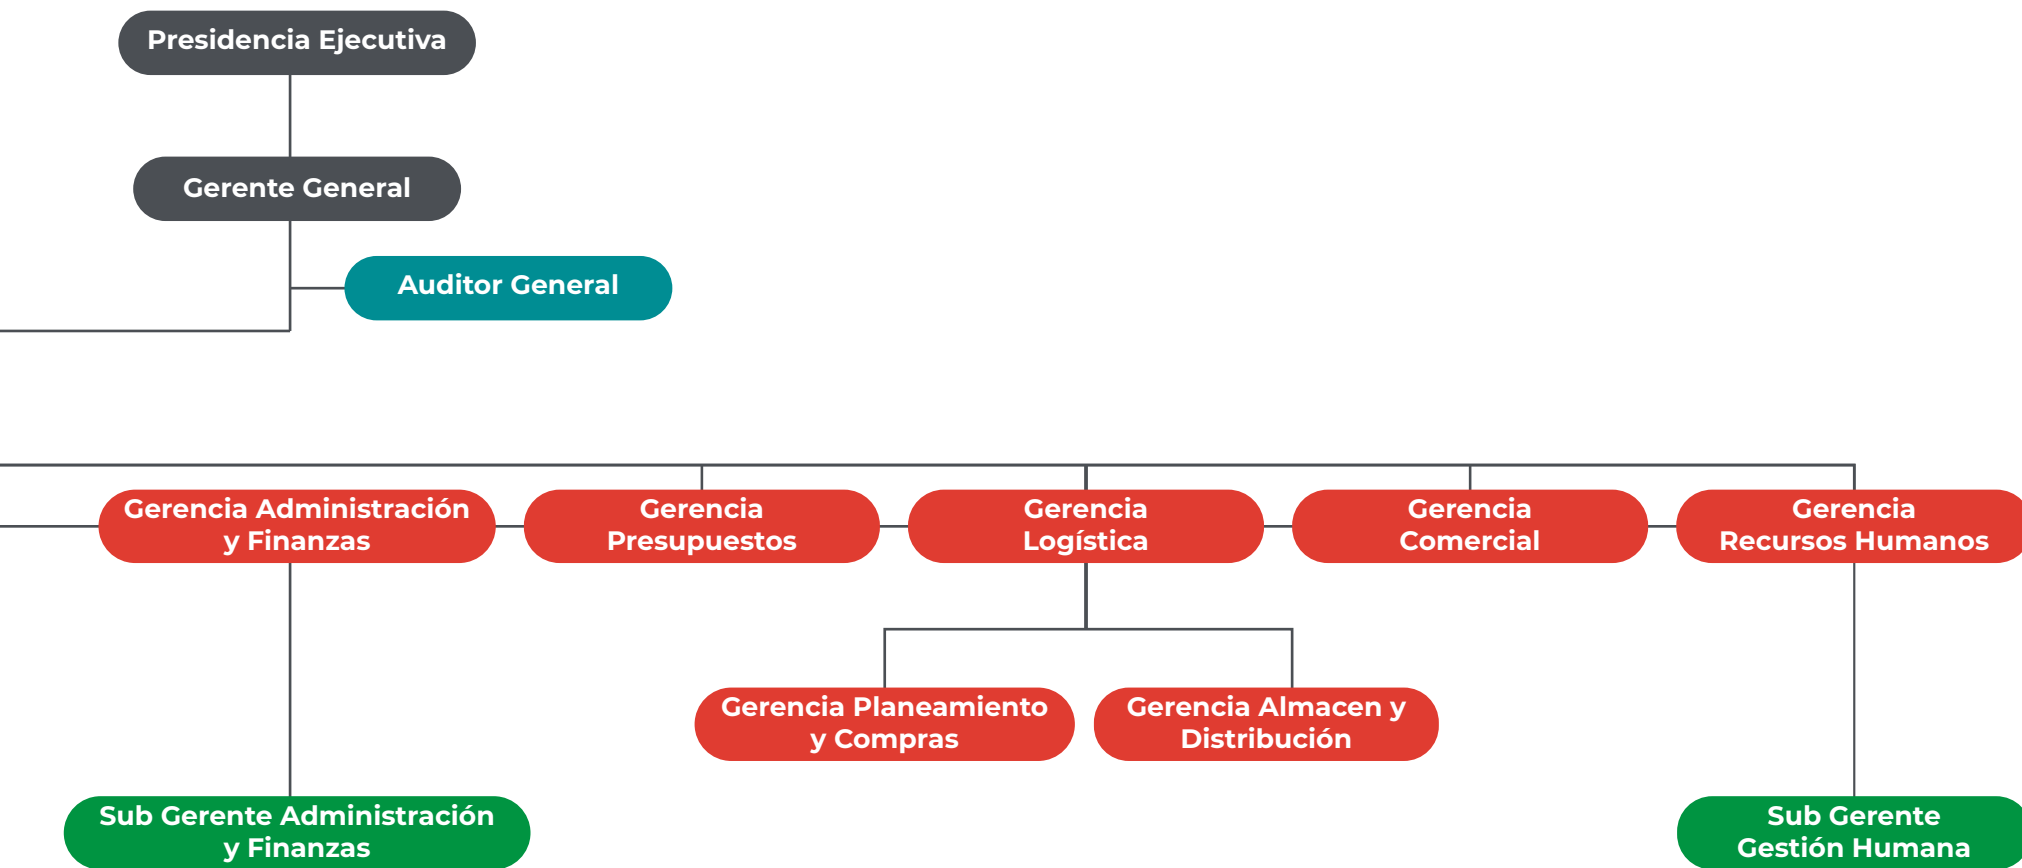 Presidencia Ejecutiva
Gerente General
Auditor General
Gerencia Administración
y Finanzas
Gerencia
Presupuestos
Gerencia
Logística
Gerencia
Comercial
Gerencia
Recursos Humanos
Gerencia Planeamiento
y Compras
Gerencia Almacen y
Distribución
Sub Gerente Administración
y Finanzas
Sub Gerente
Gestión Humana